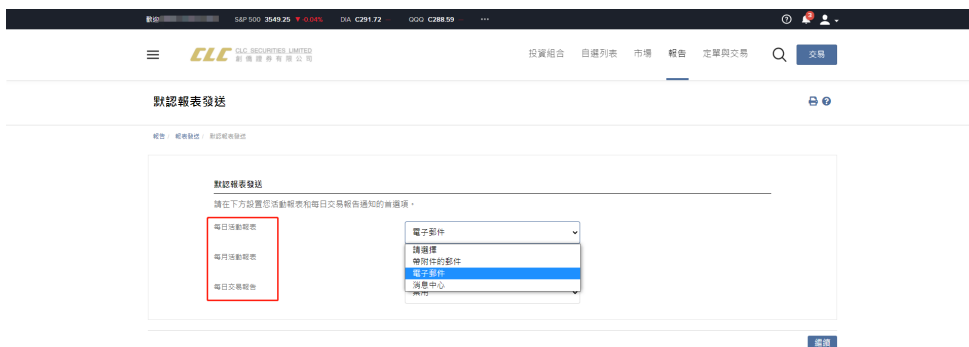 歡迎 S&P 500 3549.25 ▼ -0.04% DIA C291.72 -- QQQ C288.59 -- ···
CLC CLC SECURITIES LIMITED
創僑證券有限公司
投資組合 自選列表 市場 報告 定單與交易 交易
默認報表發送
報告 / 報表發送 / 默認報表發送
默認報表發送
請在下方設置您活動報表和每日交易報告通知的首選項。
每日活動報表 電子郵件
請選擇
每月活動報表 帶附件的郵件
電子郵件
每日交易報告 消息中心
繼續